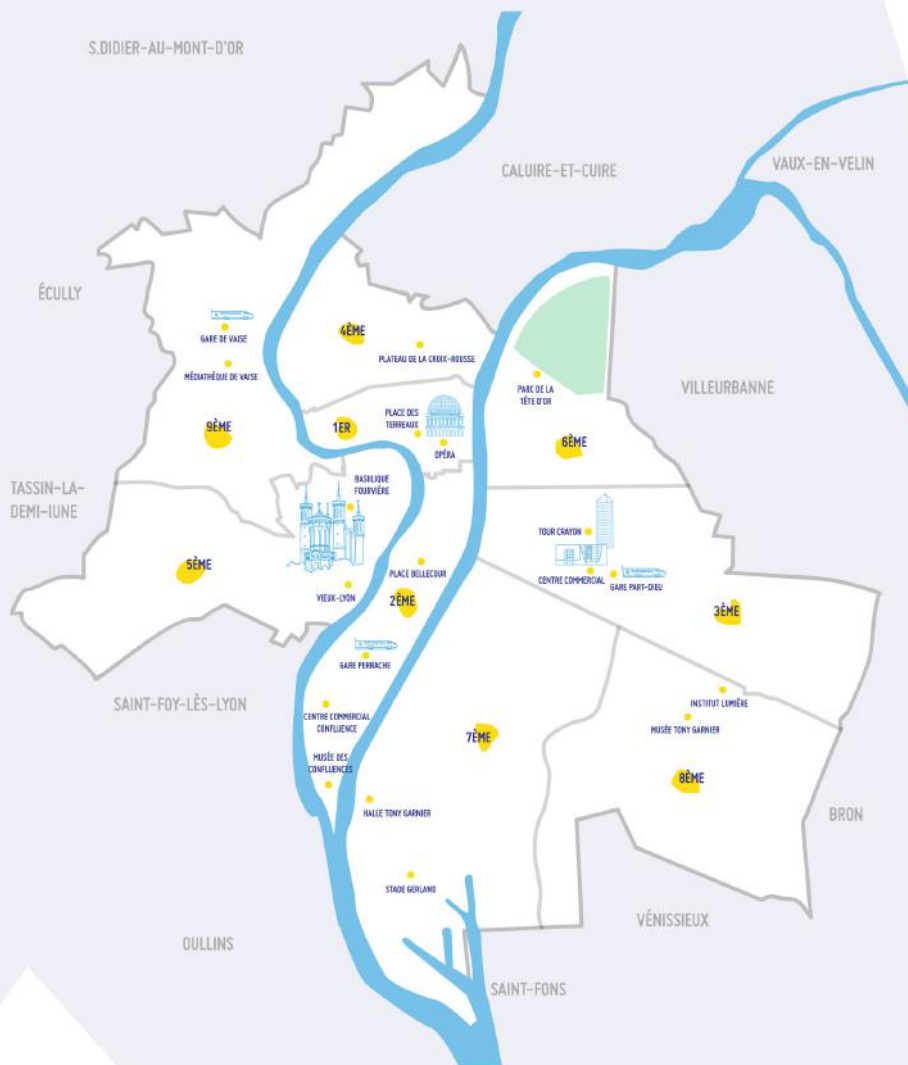 S.DIDIER-AU-MONT-D'OR
CALUIRE-ET-CUIRE
VAUX-EN-VELIN
ÉCULLY
GARE DE VAISE
4ÈME
PLATEAU DE LA CROIX-ROUSSE
MÉDIATHÈQUE DE VAISE
VILLEURBANNE
PARC DE LA
TÊTE D'OR
9ÈME
1ER
PLACE DES
TERREAUX
OPÉRA
6ÈME
TASSIN-LA-
DEMI-lUNE
BASILIQUE
FOURVIÈRE
TOUR CRAYON
5ÈME
PLACE BELLECOUR
CENTRE COMMERCIAL
GARE PART-DIEU
VIEUX-LYON
2ÈME
3ÈME
GARE PERRACHE
SAINT-FOY-LÈS-LYON
INSTITUT LUMIÈRE
CENTRE COMMERCIAL
CONFLUENCE
MUSÉE TONY GARNIER
7ÈME
MUSÉE DES
CONFLUENCES
8ÈME
HALLE TONY GARNIER
BRON
STADE GERLAND
VÉNISSIEUX
OULLINS
SAINT-FONS